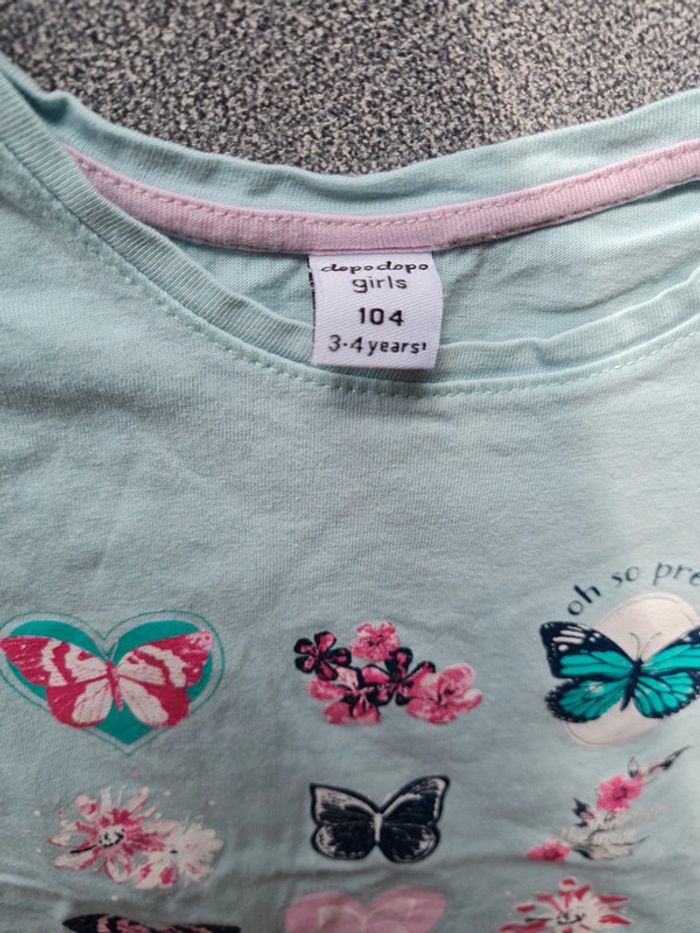 dopodopo
girls
104
3-4 years
oh so pre